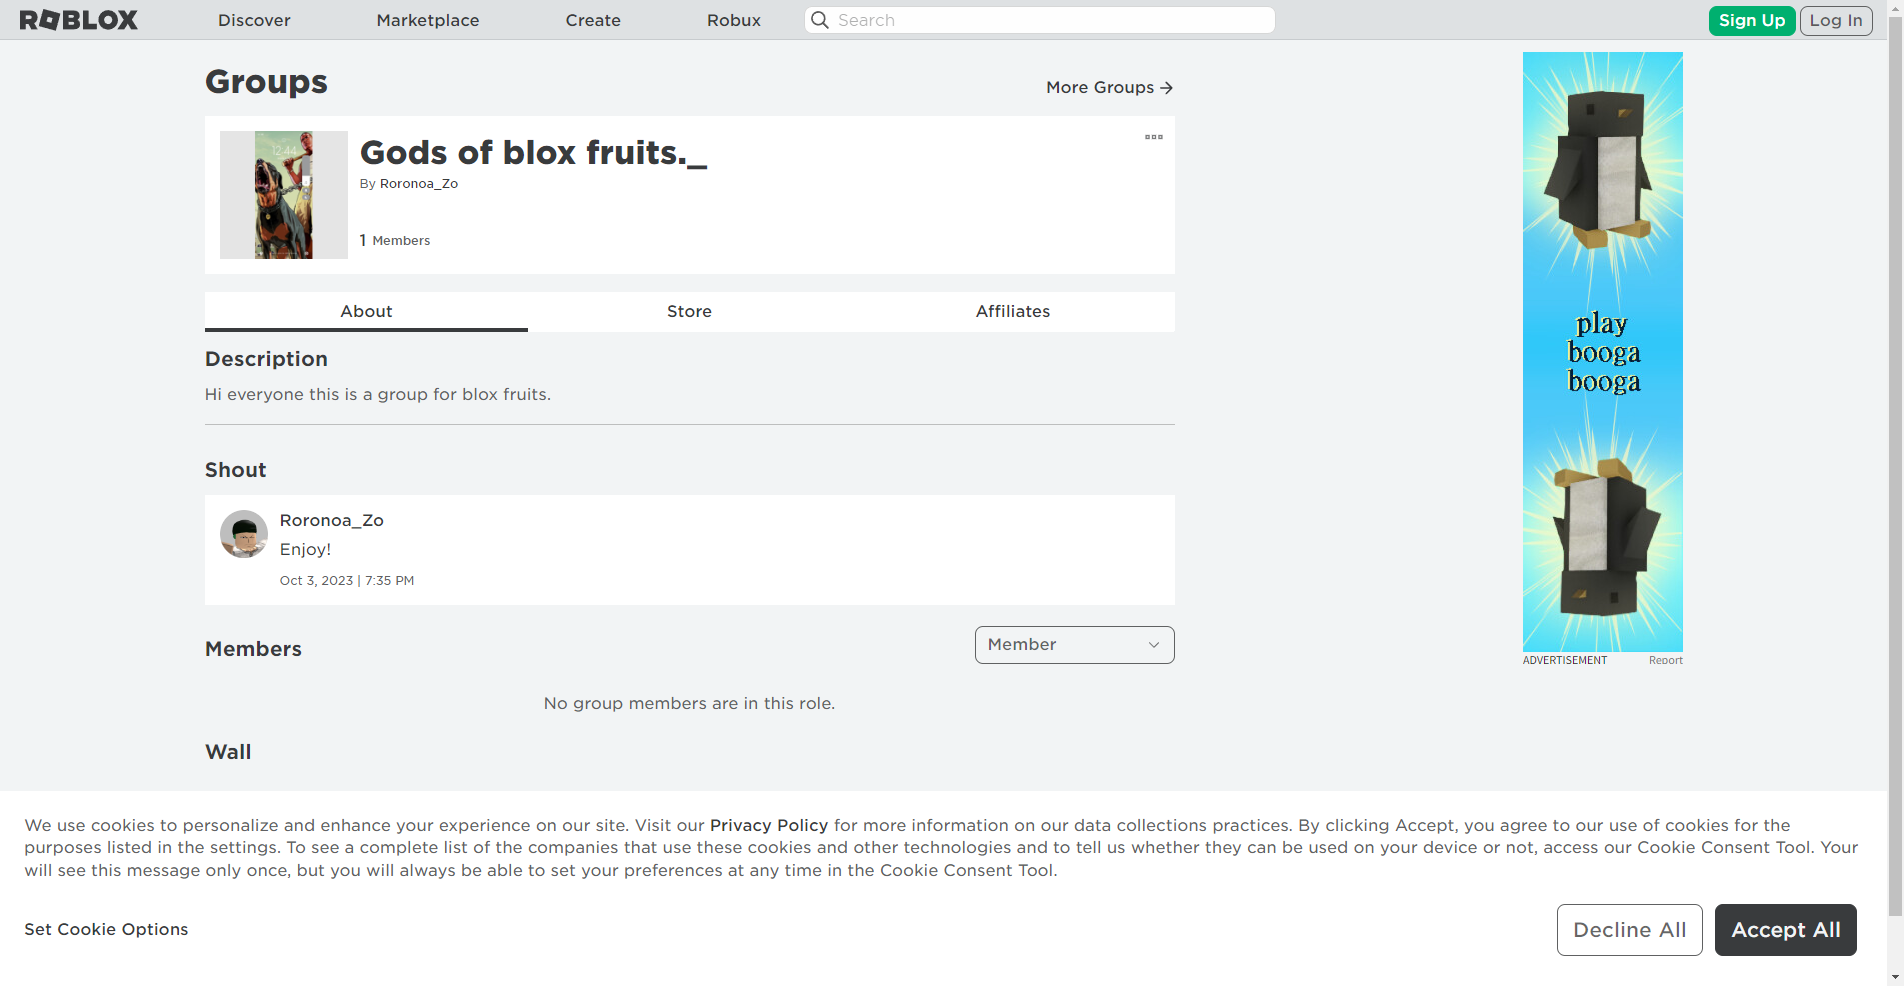 ROBLOX
Discover
Marketplace
Create
Robux
Search
Sign Up
Log In
Groups
More Groups
Gods of blox fruits._
By Roronoa_Zo
1 Members
12:44
About
Store
Affiliates
Description
Hi everyone this is a group for blox fruits.
Shout
Roronoa_Zo
Enjoy!
Oct 3, 2023 | 7:35 PM
Members
Member
No group members are in this role.
Wall
play
booga
booga
ADVERTISEMENT
Report
We use cookies to personalize and enhance your experience on our site. Visit our Privacy Policy for more information on our data collections practices. By clicking Accept, you agree to our use of cookies for the
purposes listed in the settings. To see a complete list of the companies that use these cookies and other technologies and to tell us whether they can be used on your device or not, access our Cookie Consent Tool. Your
will see this message only once, but you will always be able to set your preferences at any time in the Cookie Consent Tool.
Set Cookie Options
Decline All
Accept All